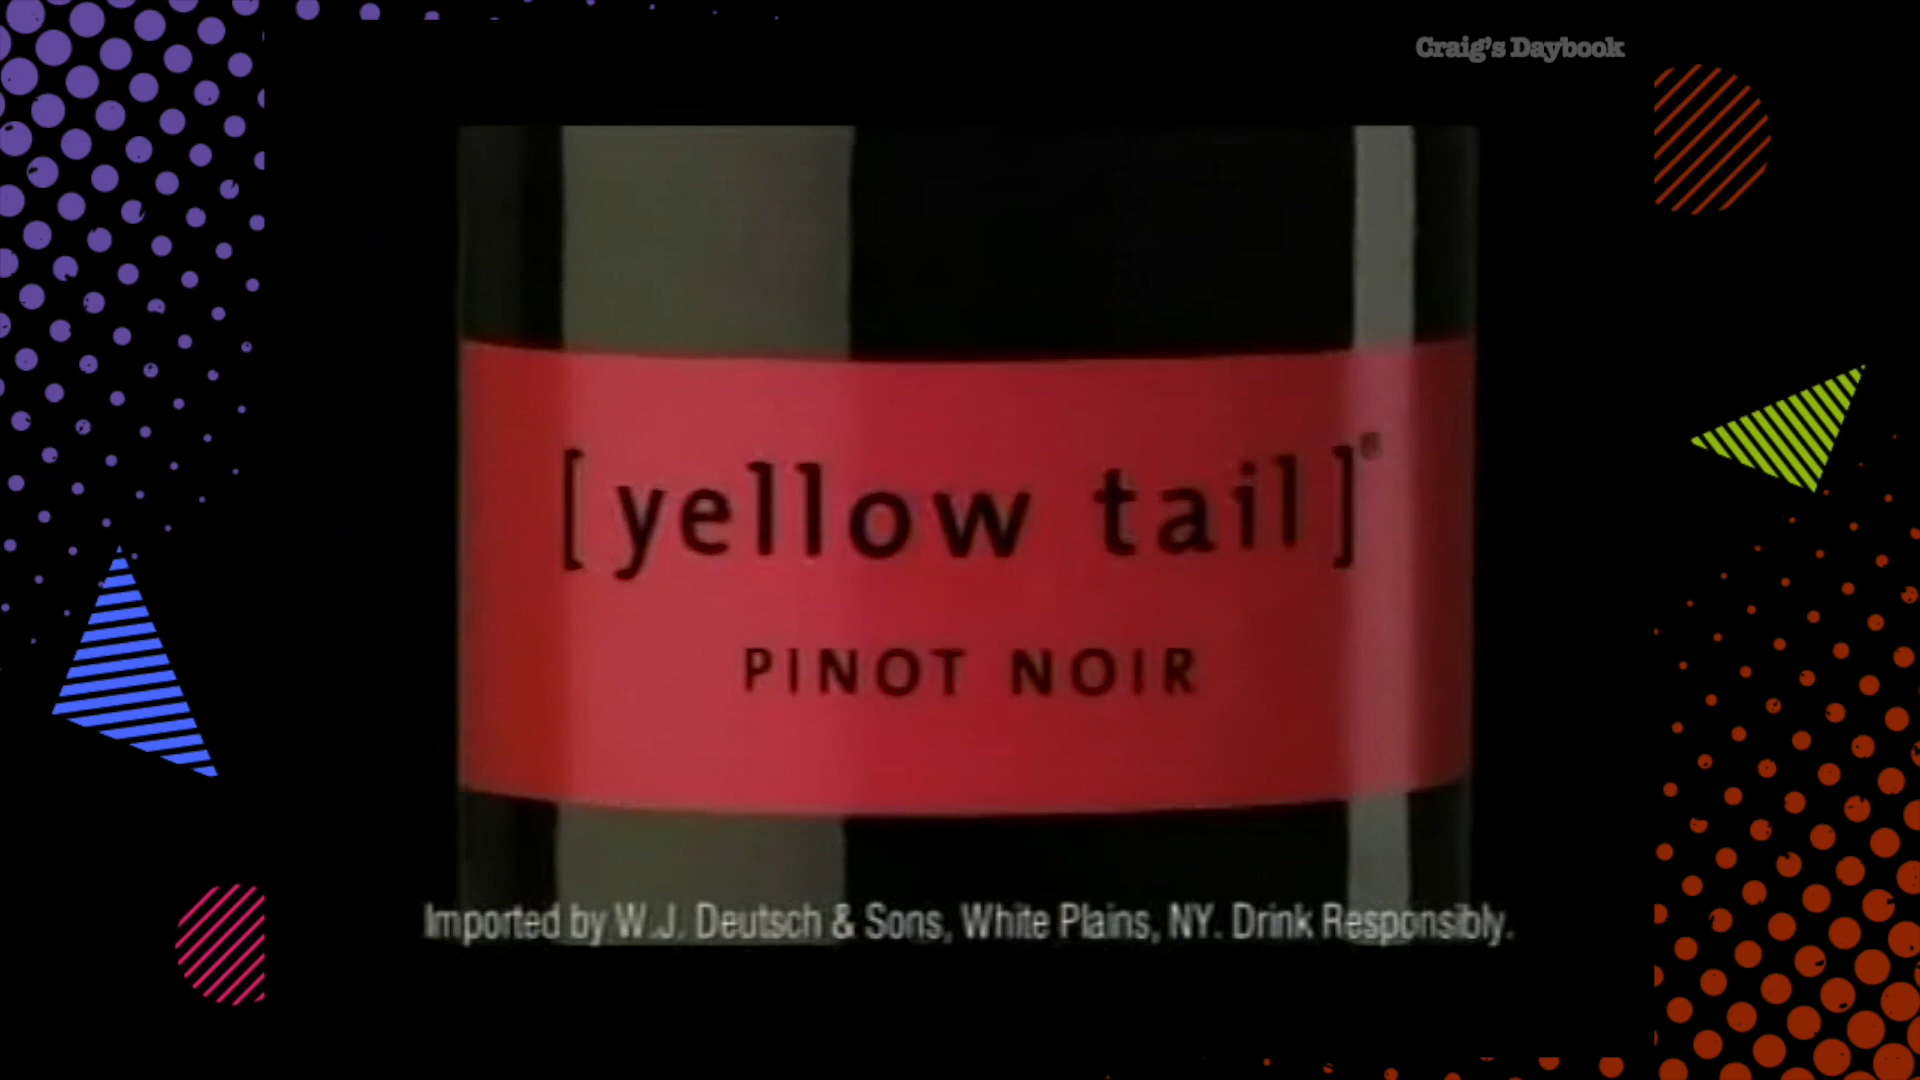 Craig's Daybook
[ yellow tail ]®
PINOT NOIR
Imported by W.J. Deutsch & Sons, White Plains, NY. Drink Responsibly.